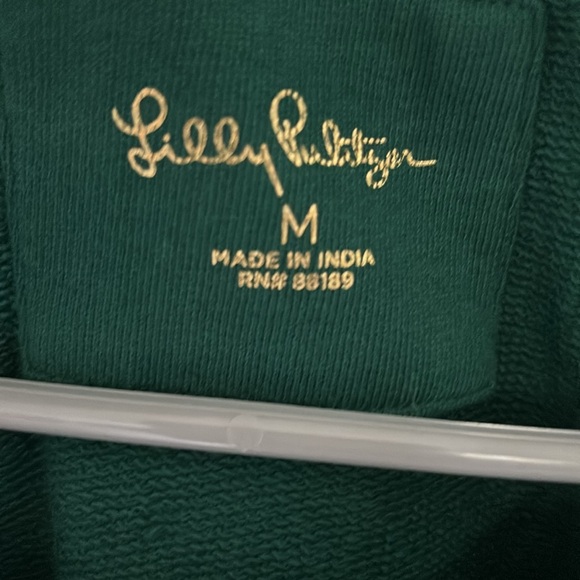 Lilly Pulitzer
M
MADE IN INDIA
RN# 88189